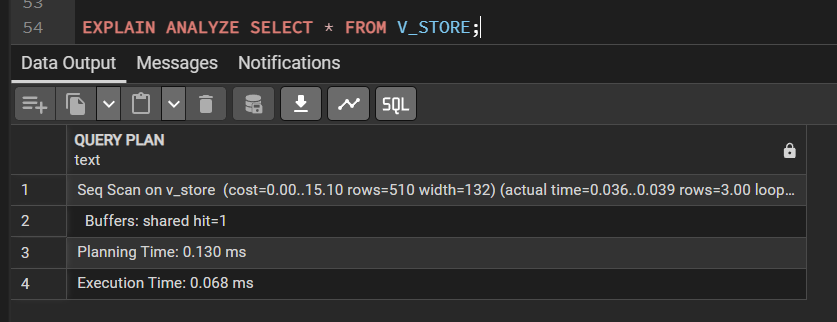 53
54 EXPLAIN ANALYZE SELECT * FROM V_STORE;
Data Output Messages Notifications
SQL
QUERY PLAN
text
1 Seq Scan on v_store (cost=0.00..15.10 rows=510 width=132) (actual time=0.036..0.039 rows=3.00 loop...
2 Buffers: shared hit=1
3 Planning Time: 0.130 ms
4 Execution Time: 0.068 ms